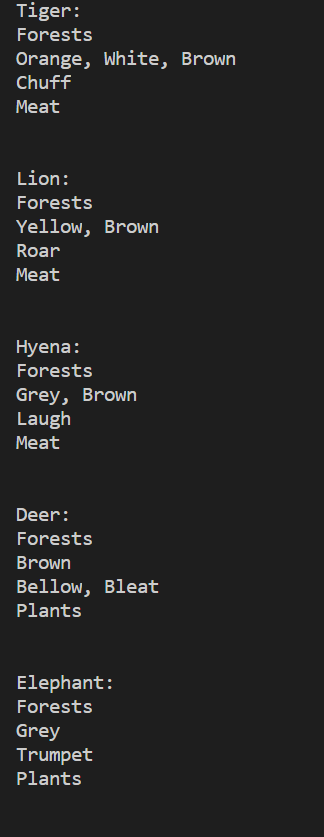 Tiger:
Forests
Orange, White, Brown
Chuff
Meat
Lion:
Forests
Yellow, Brown
Roar
Meat
Hyena:
Forests
Grey, Brown
Laugh
Meat
Deer:
Forests
Brown
Bellow, Bleat
Plants
Elephant:
Forests
Grey
Trumpet
Plants